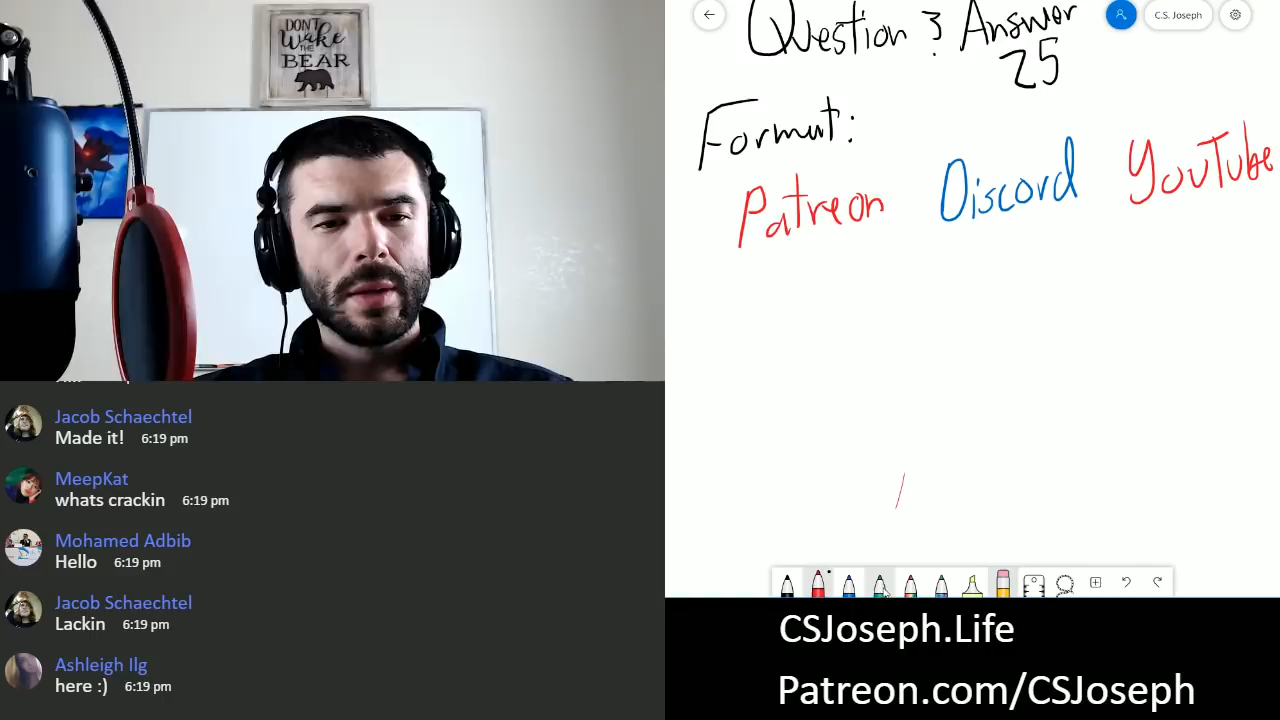 DON'T
Wake
THE
BEAR
Jacob Schaechtel
Made it! 6:19 pm
MeepKat
whats crackin 6:19 pm
Mohamed Adbib
Hello 6:19 pm
Jacob Schaechtel
Lackin 6:19 pm
Ashleigh Ilg
here :) 6:19 pm
C.S. Joseph
Question ? Answer
25
Format:
Patreon Discord YouTube
CSJoseph.Life
Patreon.com/CSJoseph